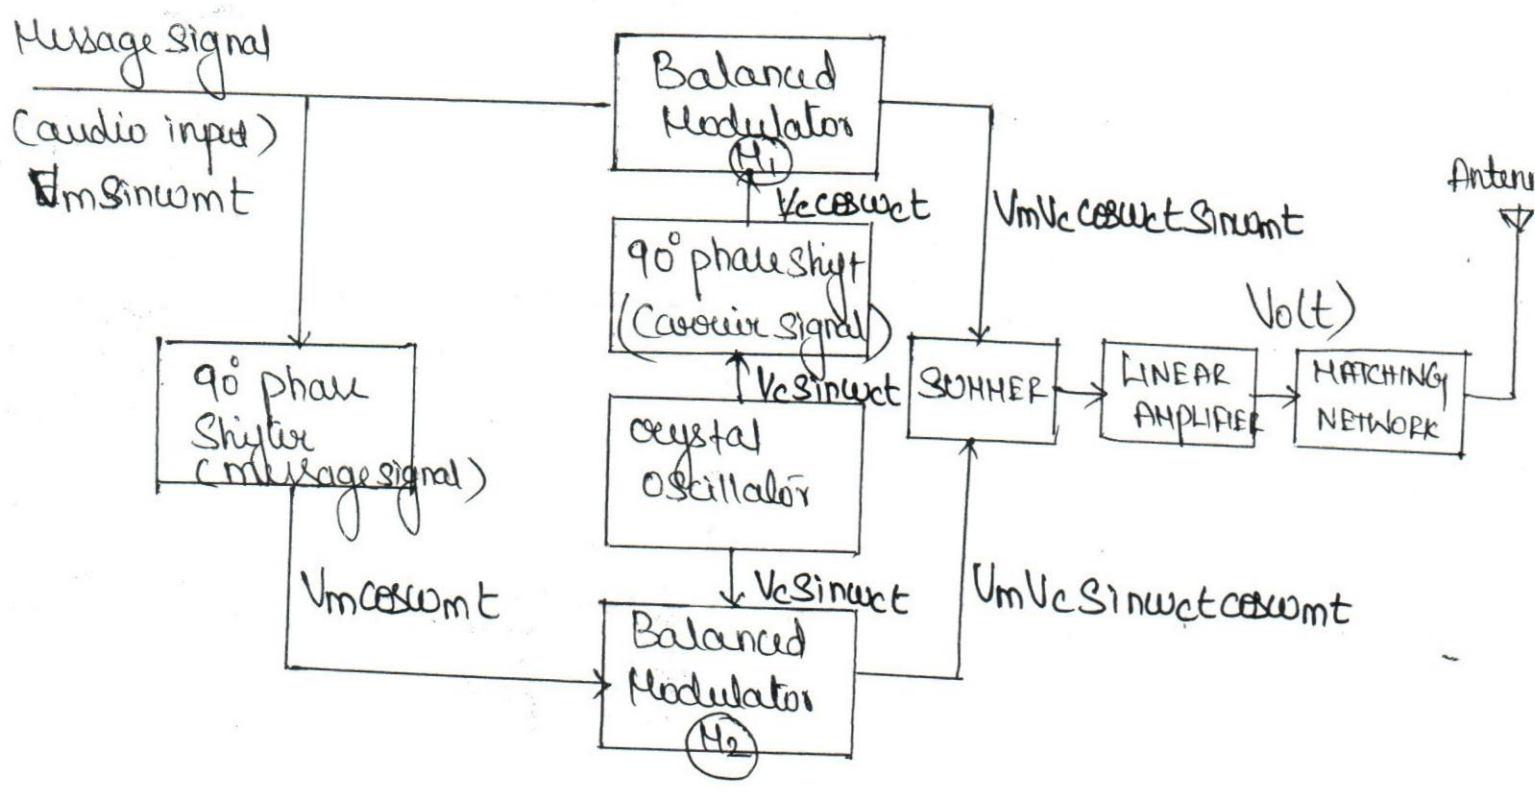 Message signal
(audio input)
Vm Sinωmt
Balanced
Modulator
M1
Vc cosωct
90° phase shift
(Carrier signal)
Vc Sinωct
crystal
oscillator
Vc Sinωct
Balanced
Modulator
M2
90° phase
Shifter
(message signal)
Vm cosωmt
VmVc cosωct Sinωmt
SUMMER
VmVc Sinωct cosωmt
LINEAR
AMPLIFIER
Vo(t)
MATCHING
NETWORK
Antenn